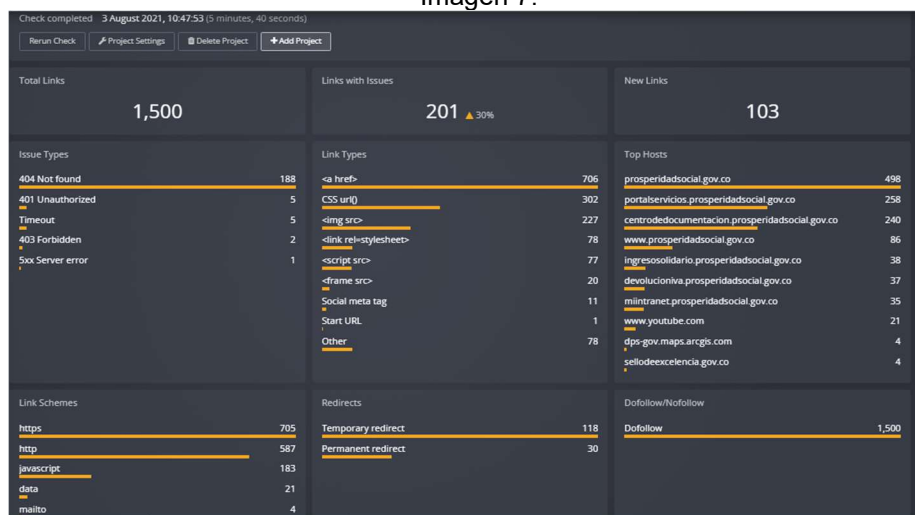 Imagen 7.
Check completed 3 August 2021, 10:47:53 (5 minutes, 40 seconds)
Rerun Check Project Settings Delete Project +Add Project
Total Links
1,500
Links with Issues
201 ▲ 30%
New Links
103
Issue Types
404 Not found 188
401 Unauthorized 5
Timeout 5
403 Forbidden 2
5xx Server error 1
Link Types
<a href> 706
CSS url() 302
<img src> 227
<link rel=stylesheet> 78
<script src> 77
<frame src> 20
Social meta tag 11
Start URL 1
Other 78
Top Hosts
prosperidadsocial.gov.co 498
portalservicios.prosperidadsocial.gov.co 258
centrodedocumentacion.prosperidadsocial.gov.co 240
www.prosperidadsocial.gov.co 86
ingresosolidario.prosperidadsocial.gov.co 38
devolucioniva.prosperidadsocial.gov.co 37
miintranet.prosperidadsocial.gov.co 35
www.youtube.com 21
dps-gov.maps.arcgis.com 4
sellodeexcelencia.gov.co 4
Link Schemes
https 705
http 587
javascript 183
data 21
mailto 4
Redirects
Temporary redirect 118
Permanent redirect 30
Dofollow/Nofollow
Dofollow 1,500